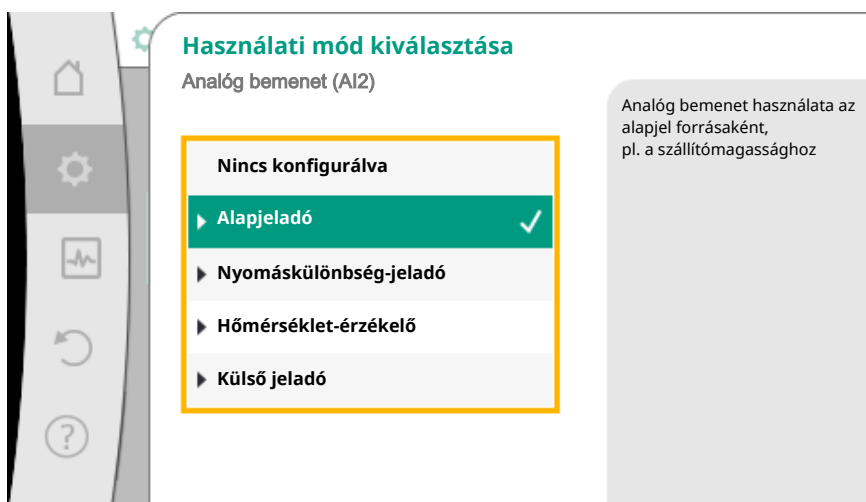 Használati mód kiválasztása
Analóg bemenet (AI2)
Nincs konfigurálva
Alapjeladó
Nyomáskülönbség-jeladó
Hőmérséklet-érzékelő
Külső jeladó
Analóg bemenet használata az
alapjel forrásaként,
pl. a szállítómagassághoz